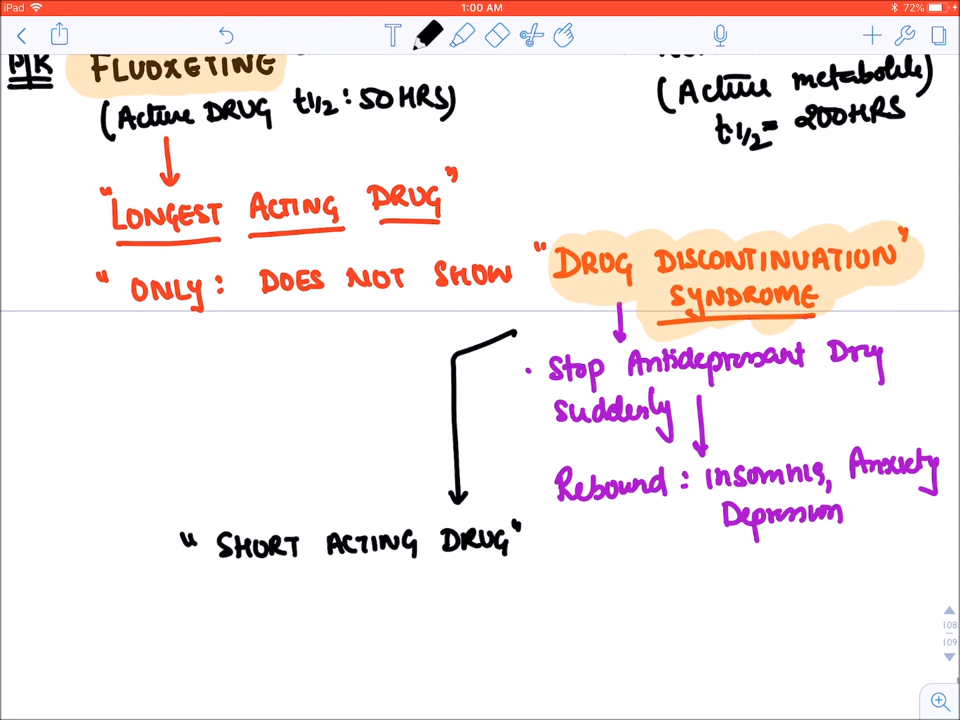 iPad 1:00 AM 72%
T
P/K FLUOXETING
(Active DRUG t1/2 : 50 HRS)
(Active metabolite)
t1/2 = 200 HRS
"LONGEST ACTING DRUG"
"ONLY: DOES NOT SHOW "DRUG DISCONTINUATION"
SYNDROME
· Stop Antidepressant Drug
Suddenly
Rebound : insomnia, Anxiety
Depression
"SHORT ACTING DRUG"
108
109